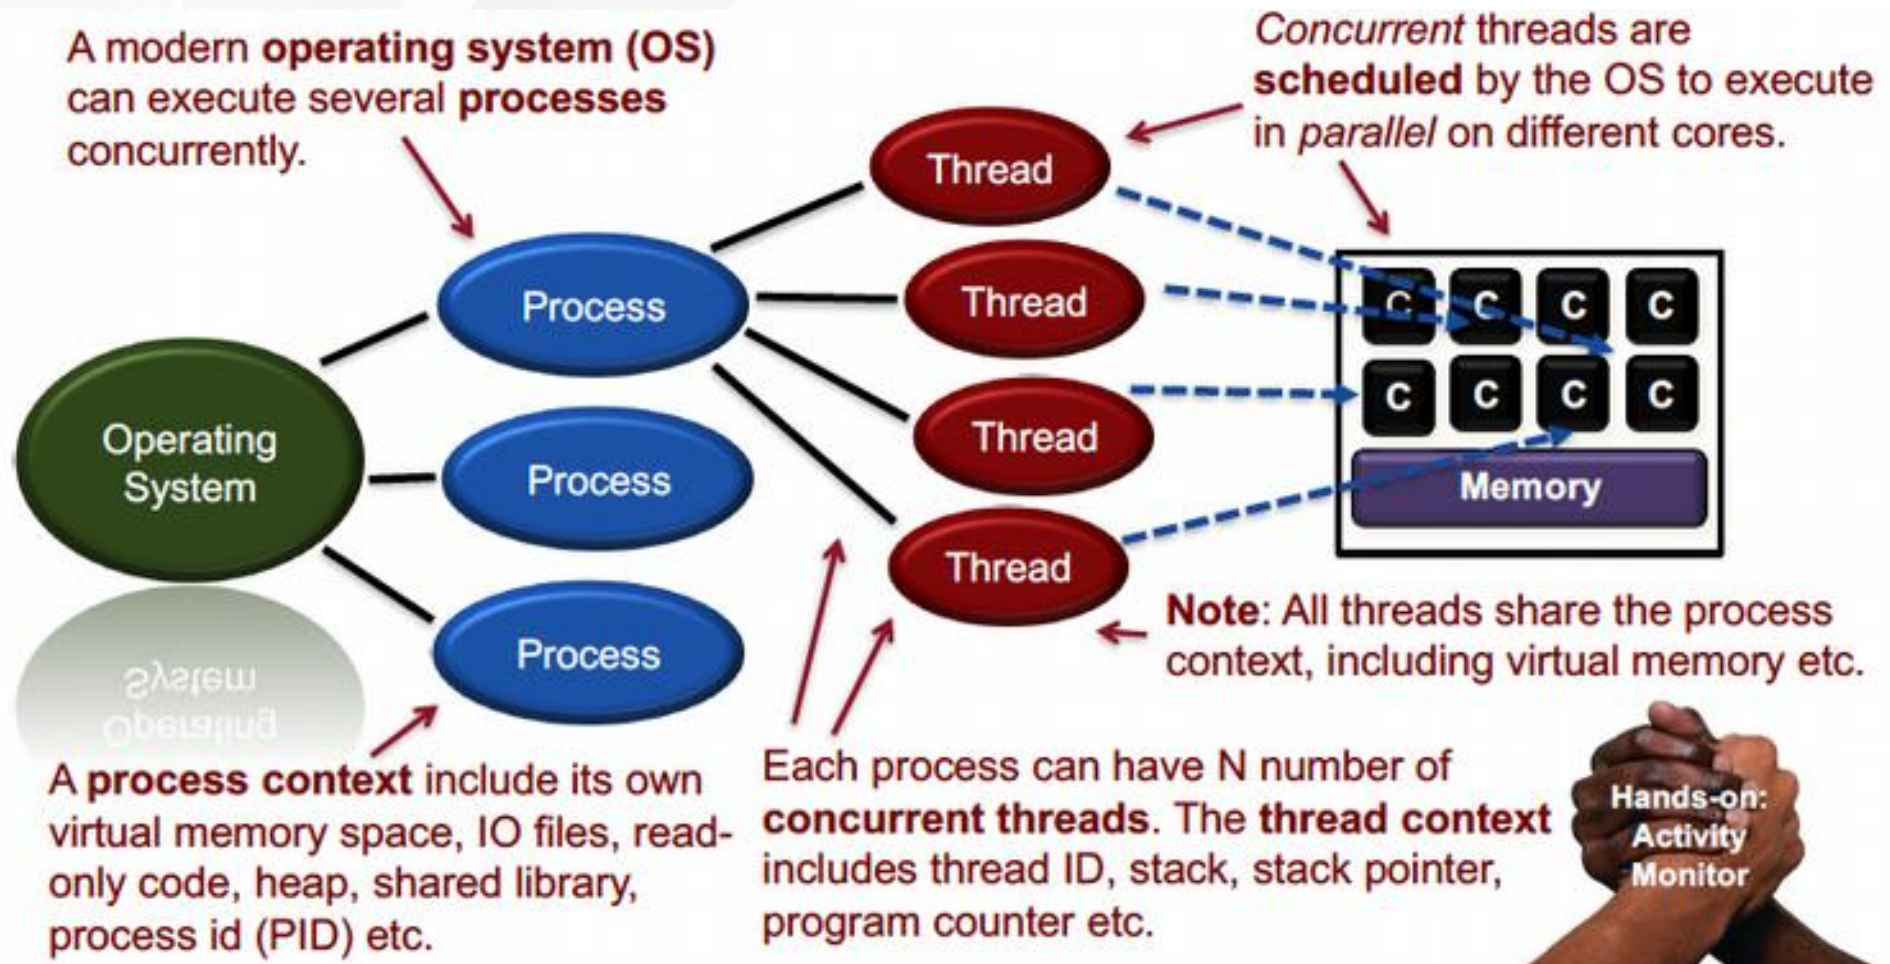 A modern operating system (OS)
can execute several processes
concurrently.
Concurrent threads are
scheduled by the OS to execute
in parallel on different cores.
Thread
Thread
Thread
Thread
Process
Process
Process
Operating
System
C C C C
C C C C
Memory
Note: All threads share the process
context, including virtual memory etc.
A process context include its own
virtual memory space, IO files, read-
only code, heap, shared library,
process id (PID) etc.
Each process can have N number of
concurrent threads. The thread context
includes thread ID, stack, stack pointer,
program counter etc.
Hands-on:
Activity
Monitor